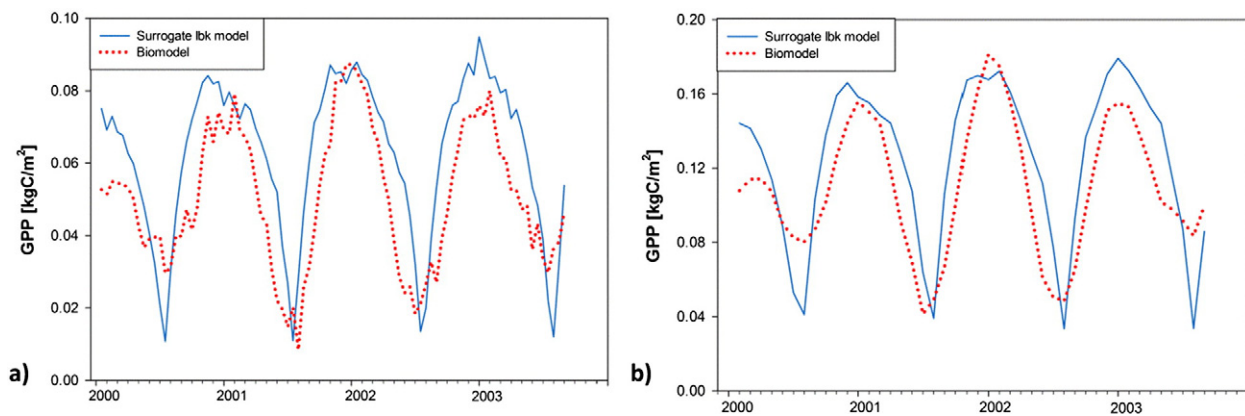 0.10
0.08
0.06
0.04
0.02
0.00
GPP [kgC/m²]
Surrogate lbk model
Biomodel
2000
2001
2002
2003
a)
0.20
0.16
0.12
0.08
0.04
0.00
GPP [kgC/m²]
Surrogate lbk model
Biomodel
2000
2001
2002
2003
b)